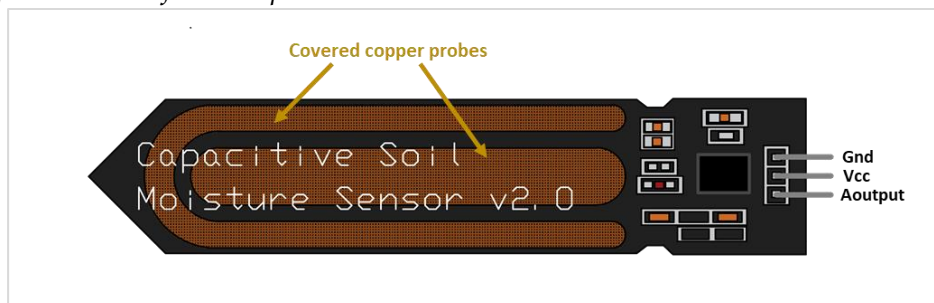 Covered copper probes
Capacitive Soil
Moisture Sensor v2.0
Gnd
Vcc
Aoutput